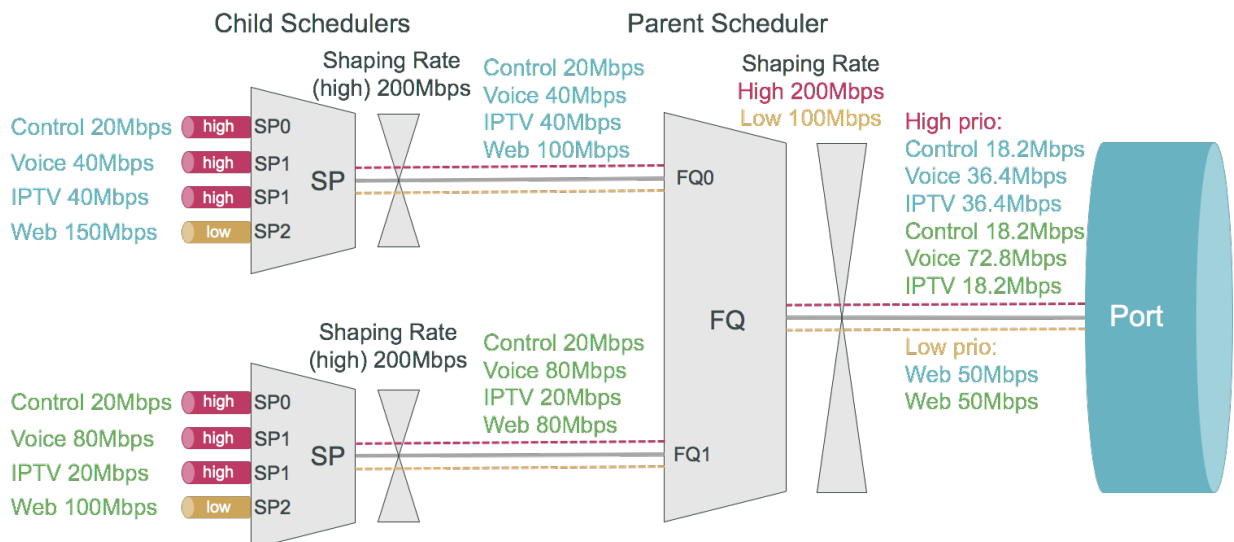 Child Schedulers
Parent Scheduler
Shaping Rate
(high) 200Mbps
Control 20Mbps
Voice 40Mbps
IPTV 40Mbps
Web 100Mbps
Shaping Rate
High 200Mbps
Low 100Mbps
Control 20Mbps
high
SP0
Voice 40Mbps
high
SP1
IPTV 40Mbps
high
SP1
Web 150Mbps
low
SP2
SP
FQ0
High prio:
Control 18.2Mbps
Voice 36.4Mbps
IPTV 36.4Mbps
Control 18.2Mbps
Voice 72.8Mbps
IPTV 18.2Mbps
FQ
Port
Low prio:
Web 50Mbps
Web 50Mbps
Shaping Rate
(high) 200Mbps
Control 20Mbps
Voice 80Mbps
IPTV 20Mbps
Web 80Mbps
Control 20Mbps
high
SP0
Voice 80Mbps
high
SP1
IPTV 20Mbps
high
SP1
Web 100Mbps
low
SP2
SP
FQ1